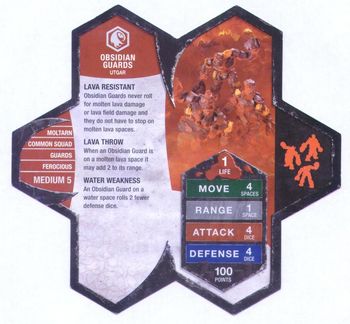 OBSIDIAN
GUARDS
UTGAR
LAVA RESISTANT
Obsidian Guards never roll
for molten lava damage
or lava field damage and
they do not have to stop on
molten lava spaces.
LAVA THROW
When an Obsidian Guard is
on a molten lava space it
may add 2 to its range.
WATER WEAKNESS
An Obsidian Guard on a
water space rolls 2 fewer
defense dice.
MOLTARN
COMMON SQUAD
GUARDS
FEROCIOUS
MEDIUM 5
1
LIFE
MOVE 4 SPACES
RANGE 1 SPACE
ATTACK 4 DICE
DEFENSE 4 DICE
100
POINTS